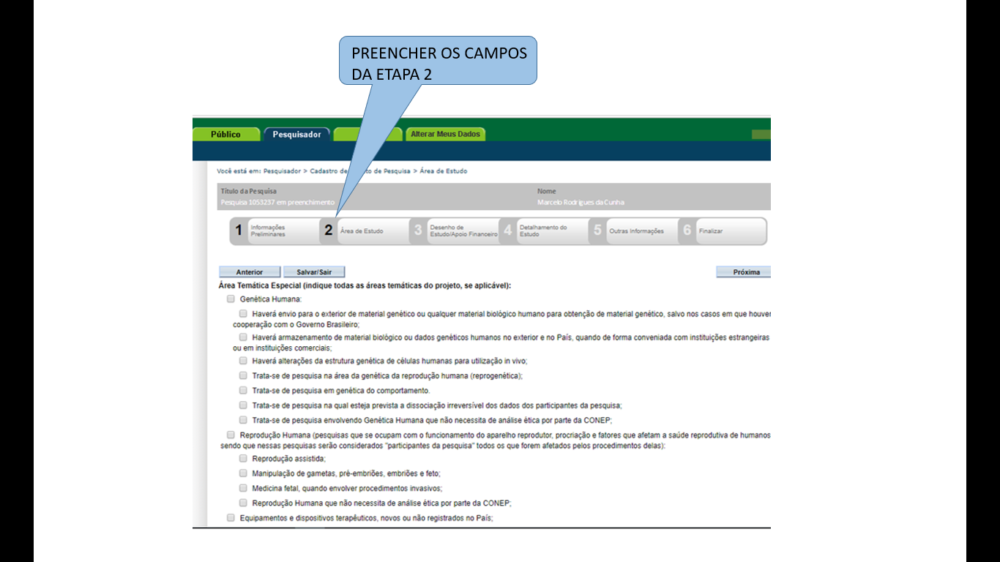 PREENCHER OS CAMPOS
DA ETAPA 2
Público
Pesquisador
Alterar Meus Dados
Você está em: Pesquisador > Cadastro de to de Pesquisa > Área de Estudo
Título da Pesquisa
Nome
Pesquisa 1053237 em preenchimento
Marcelo Rodrigues da Cunha
1 Informações Preliminares
2 Área de Estudo
3 Desenho de Estudo/Apoio Financeiro
4 Detalhamento do Estudo
5 Outras Informações
6 Finalizar
Anterior
Salvar/Sair
Próxima
Área Temática Especial (indique todas as áreas temáticas do projeto, se aplicável):
Genética Humana:
Haverá envio para o exterior de material genético ou qualquer material biológico humano para obtenção de material genético, salvo nos casos em que houver
cooperação com o Governo Brasileiro;
Haverá armazenamento de material biológico ou dados genéticos humanos no exterior e no País, quando de forma conveniada com instituições estrangeiras
ou em instituições comerciais;
Haverá alterações da estrutura genética de células humanas para utilização in vivo;
Trata-se de pesquisa na área da genética da reprodução humana (reprogenética);
Trata-se de pesquisa em genética do comportamento.
Trata-se de pesquisa na qual esteja prevista a dissociação irreversível dos dados dos participantes da pesquisa;
Trata-se de pesquisa envolvendo Genética Humana que não necessita de análise ética por parte da CONEP;
Reprodução Humana (pesquisas que se ocupam com o funcionamento do aparelho reprodutor, procriação e fatores que afetam a saúde reprodutiva de humanos
sendo que nessas pesquisas serão considerados "participantes da pesquisa" todos os que forem afetados pelos procedimentos delas):
Reprodução assistida;
Manipulação de gametas, pré-embriões, embriões e feto;
Medicina fetal, quando envolver procedimentos invasivos;
Reprodução Humana que não necessita de análise ética por parte da CONEP;
Equipamentos e dispositivos terapêuticos, novos ou não registrados no País;